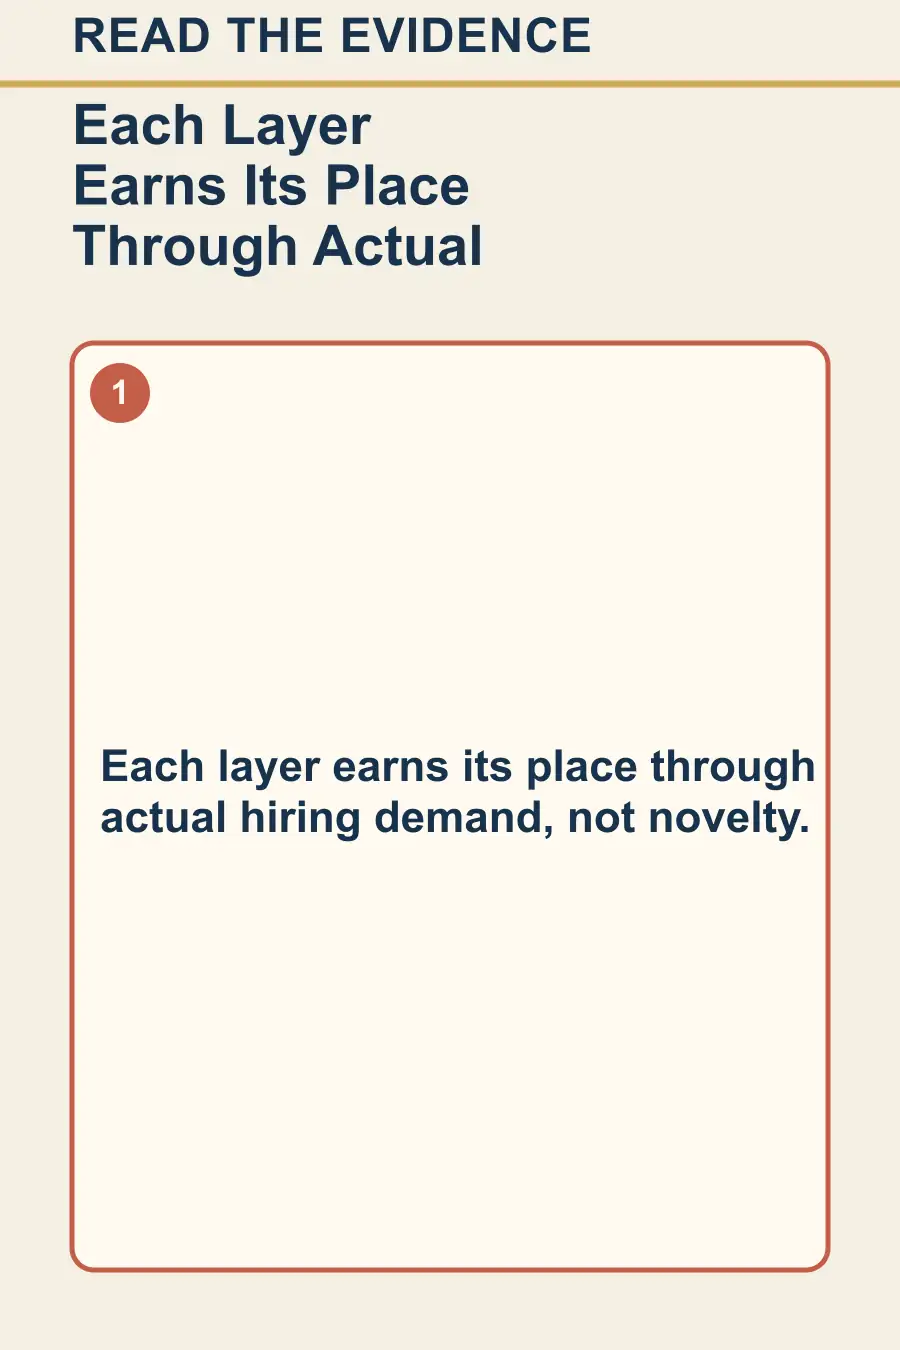 READ THE EVIDENCE
Each Layer
Earns Its Place
Through Actual
1
Each layer earns its place through
actual hiring demand, not novelty.